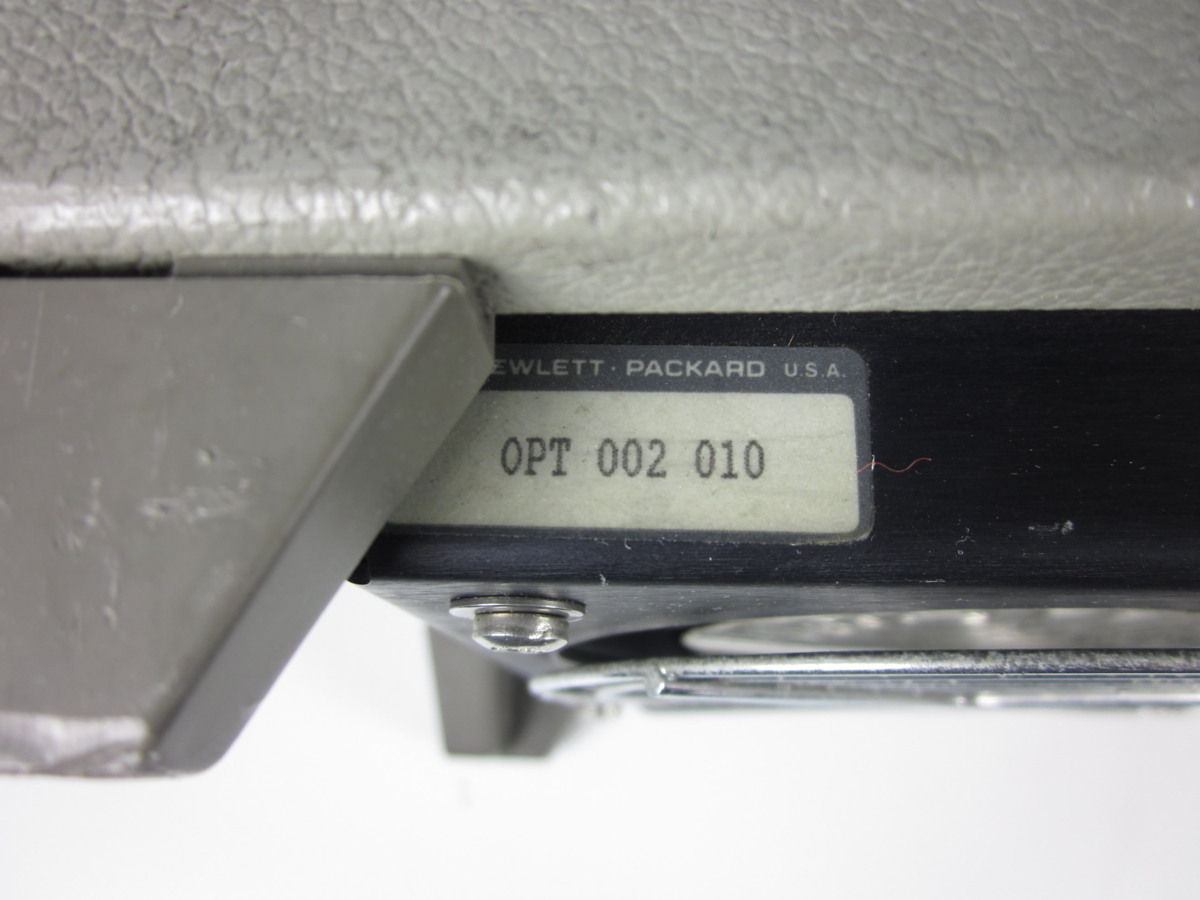 EWLETT · PACKARD U.S.A.
OPT 002 010